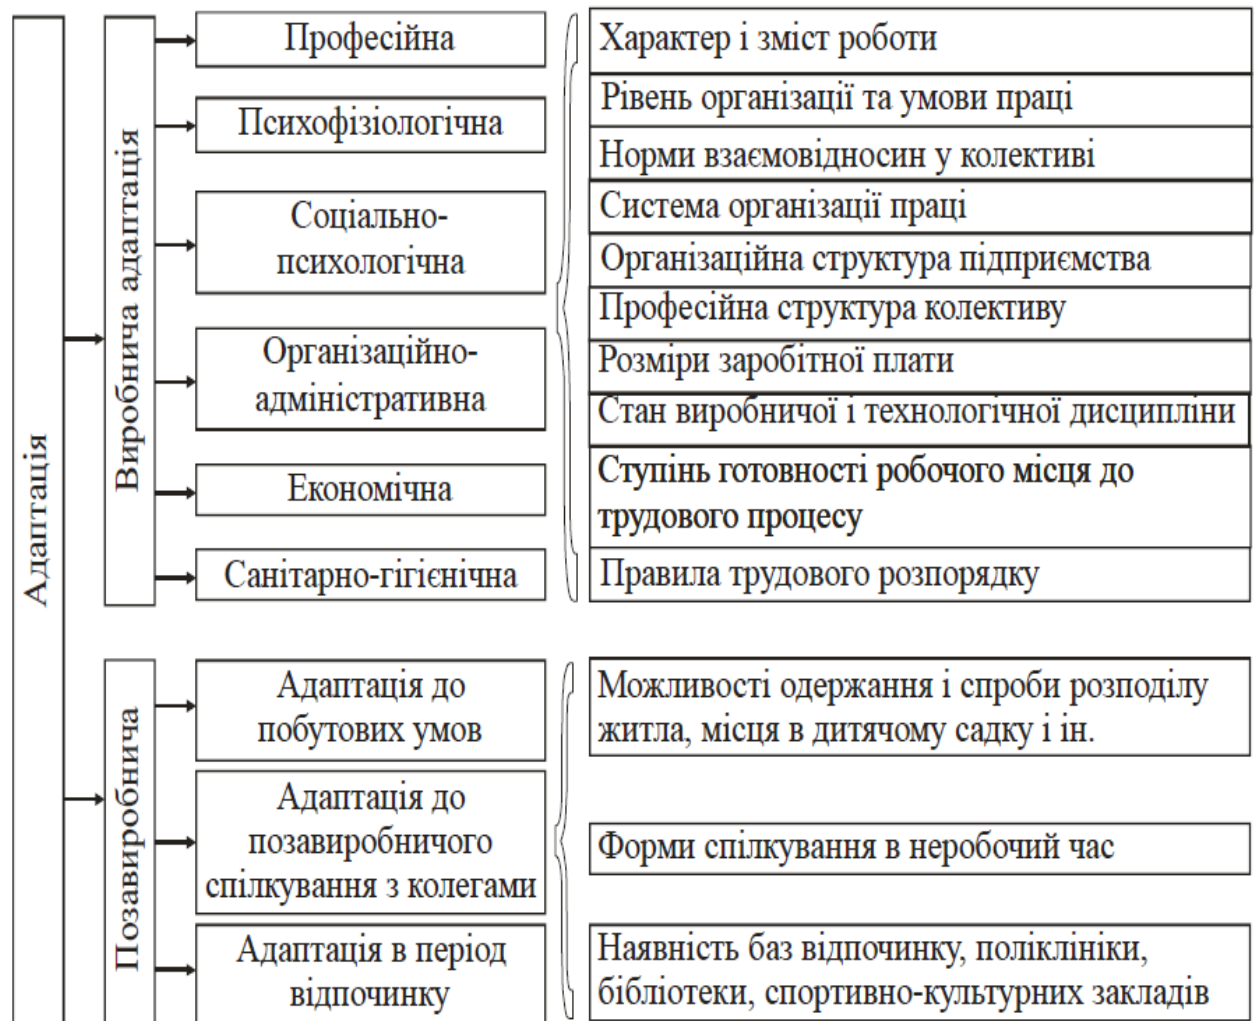 Адаптація
Виробнича адаптація
Професійна
Психофізіологічна
Соціально-
психологічна
Організаційно-
адміністративна
Економічна
Санітарно-гігієнічна
Характер і зміст роботи
Рівень організації та умови праці
Норми взаємовідносин у колективі
Система організації праці
Організаційна структура підприємства
Професійна структура колективу
Розміри заробітної плати
Стан виробничої і технологічної дисципліни
Ступінь готовності робочого місця до
трудового процесу
Правила трудового розпорядку
Позавиробнича
Адаптація до
побутових умов
Адаптація до
позавиробничого
спілкування з колегами
Адаптація в період
відпочинку
Можливості одержання і спроби розподілу
житла, місця в дитячому садку і ін.
Форми спілкування в неробочий час
Наявність баз відпочинку, поліклініки,
бібліотеки, спортивно-культурних закладів